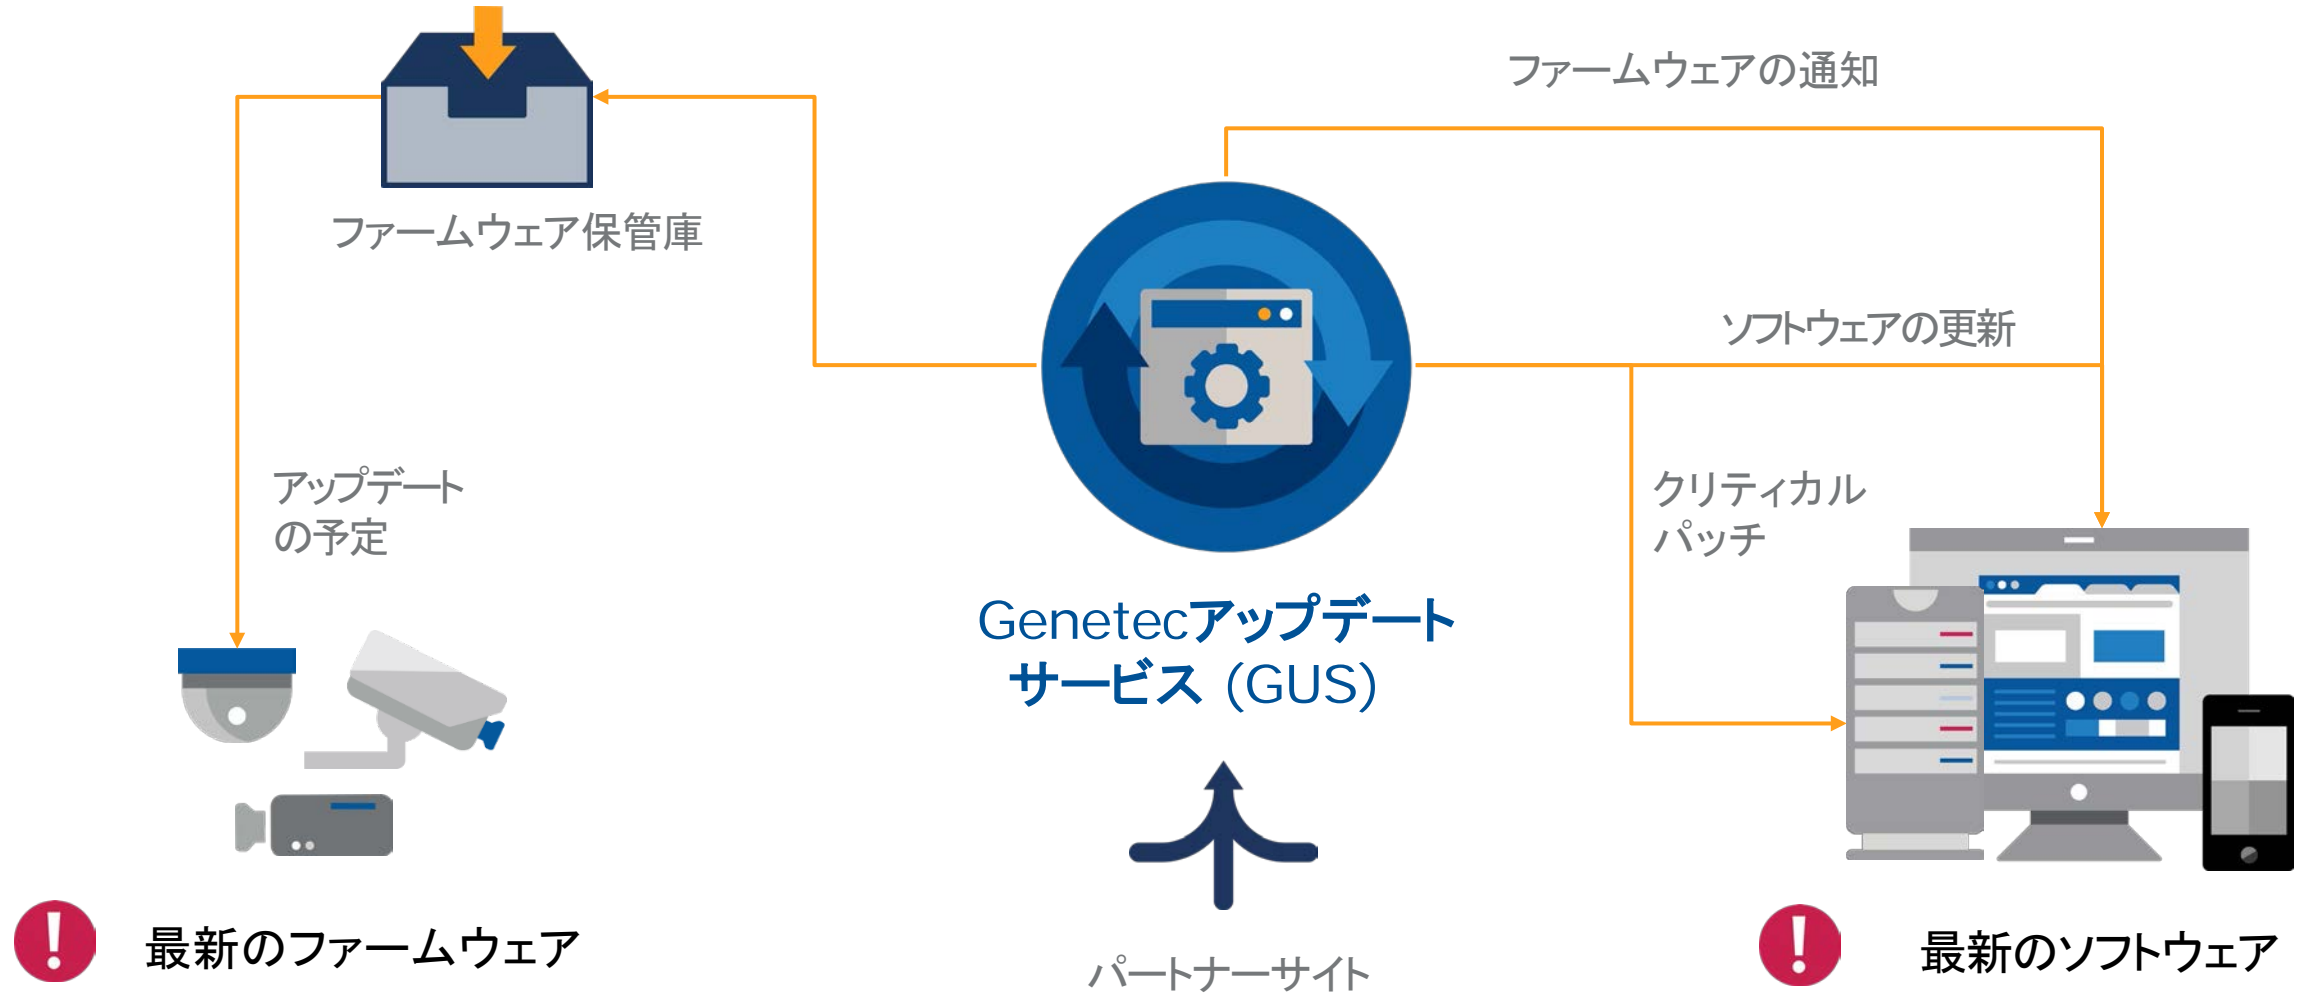 ファームウェアの通知
ファームウェア保管庫
ソフトウェアの更新
アップデート
の予定
クリティカル
パッチ
Genetecアップデート
サービス (GUS)
最新のファームウェア
パートナーサイト
最新のソフトウェア